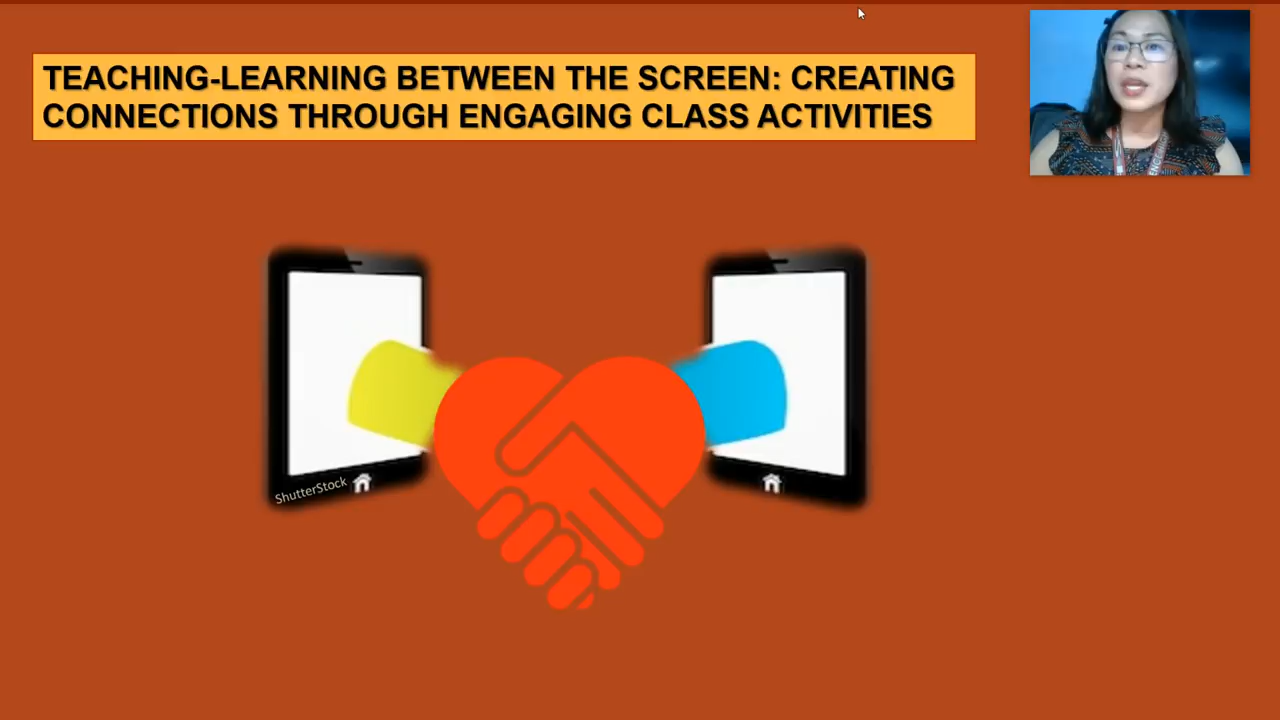 TEACHING-LEARNING BETWEEN THE SCREEN: CREATING
CONNECTIONS THROUGH ENGAGING CLASS ACTIVITIES
ShutterStock